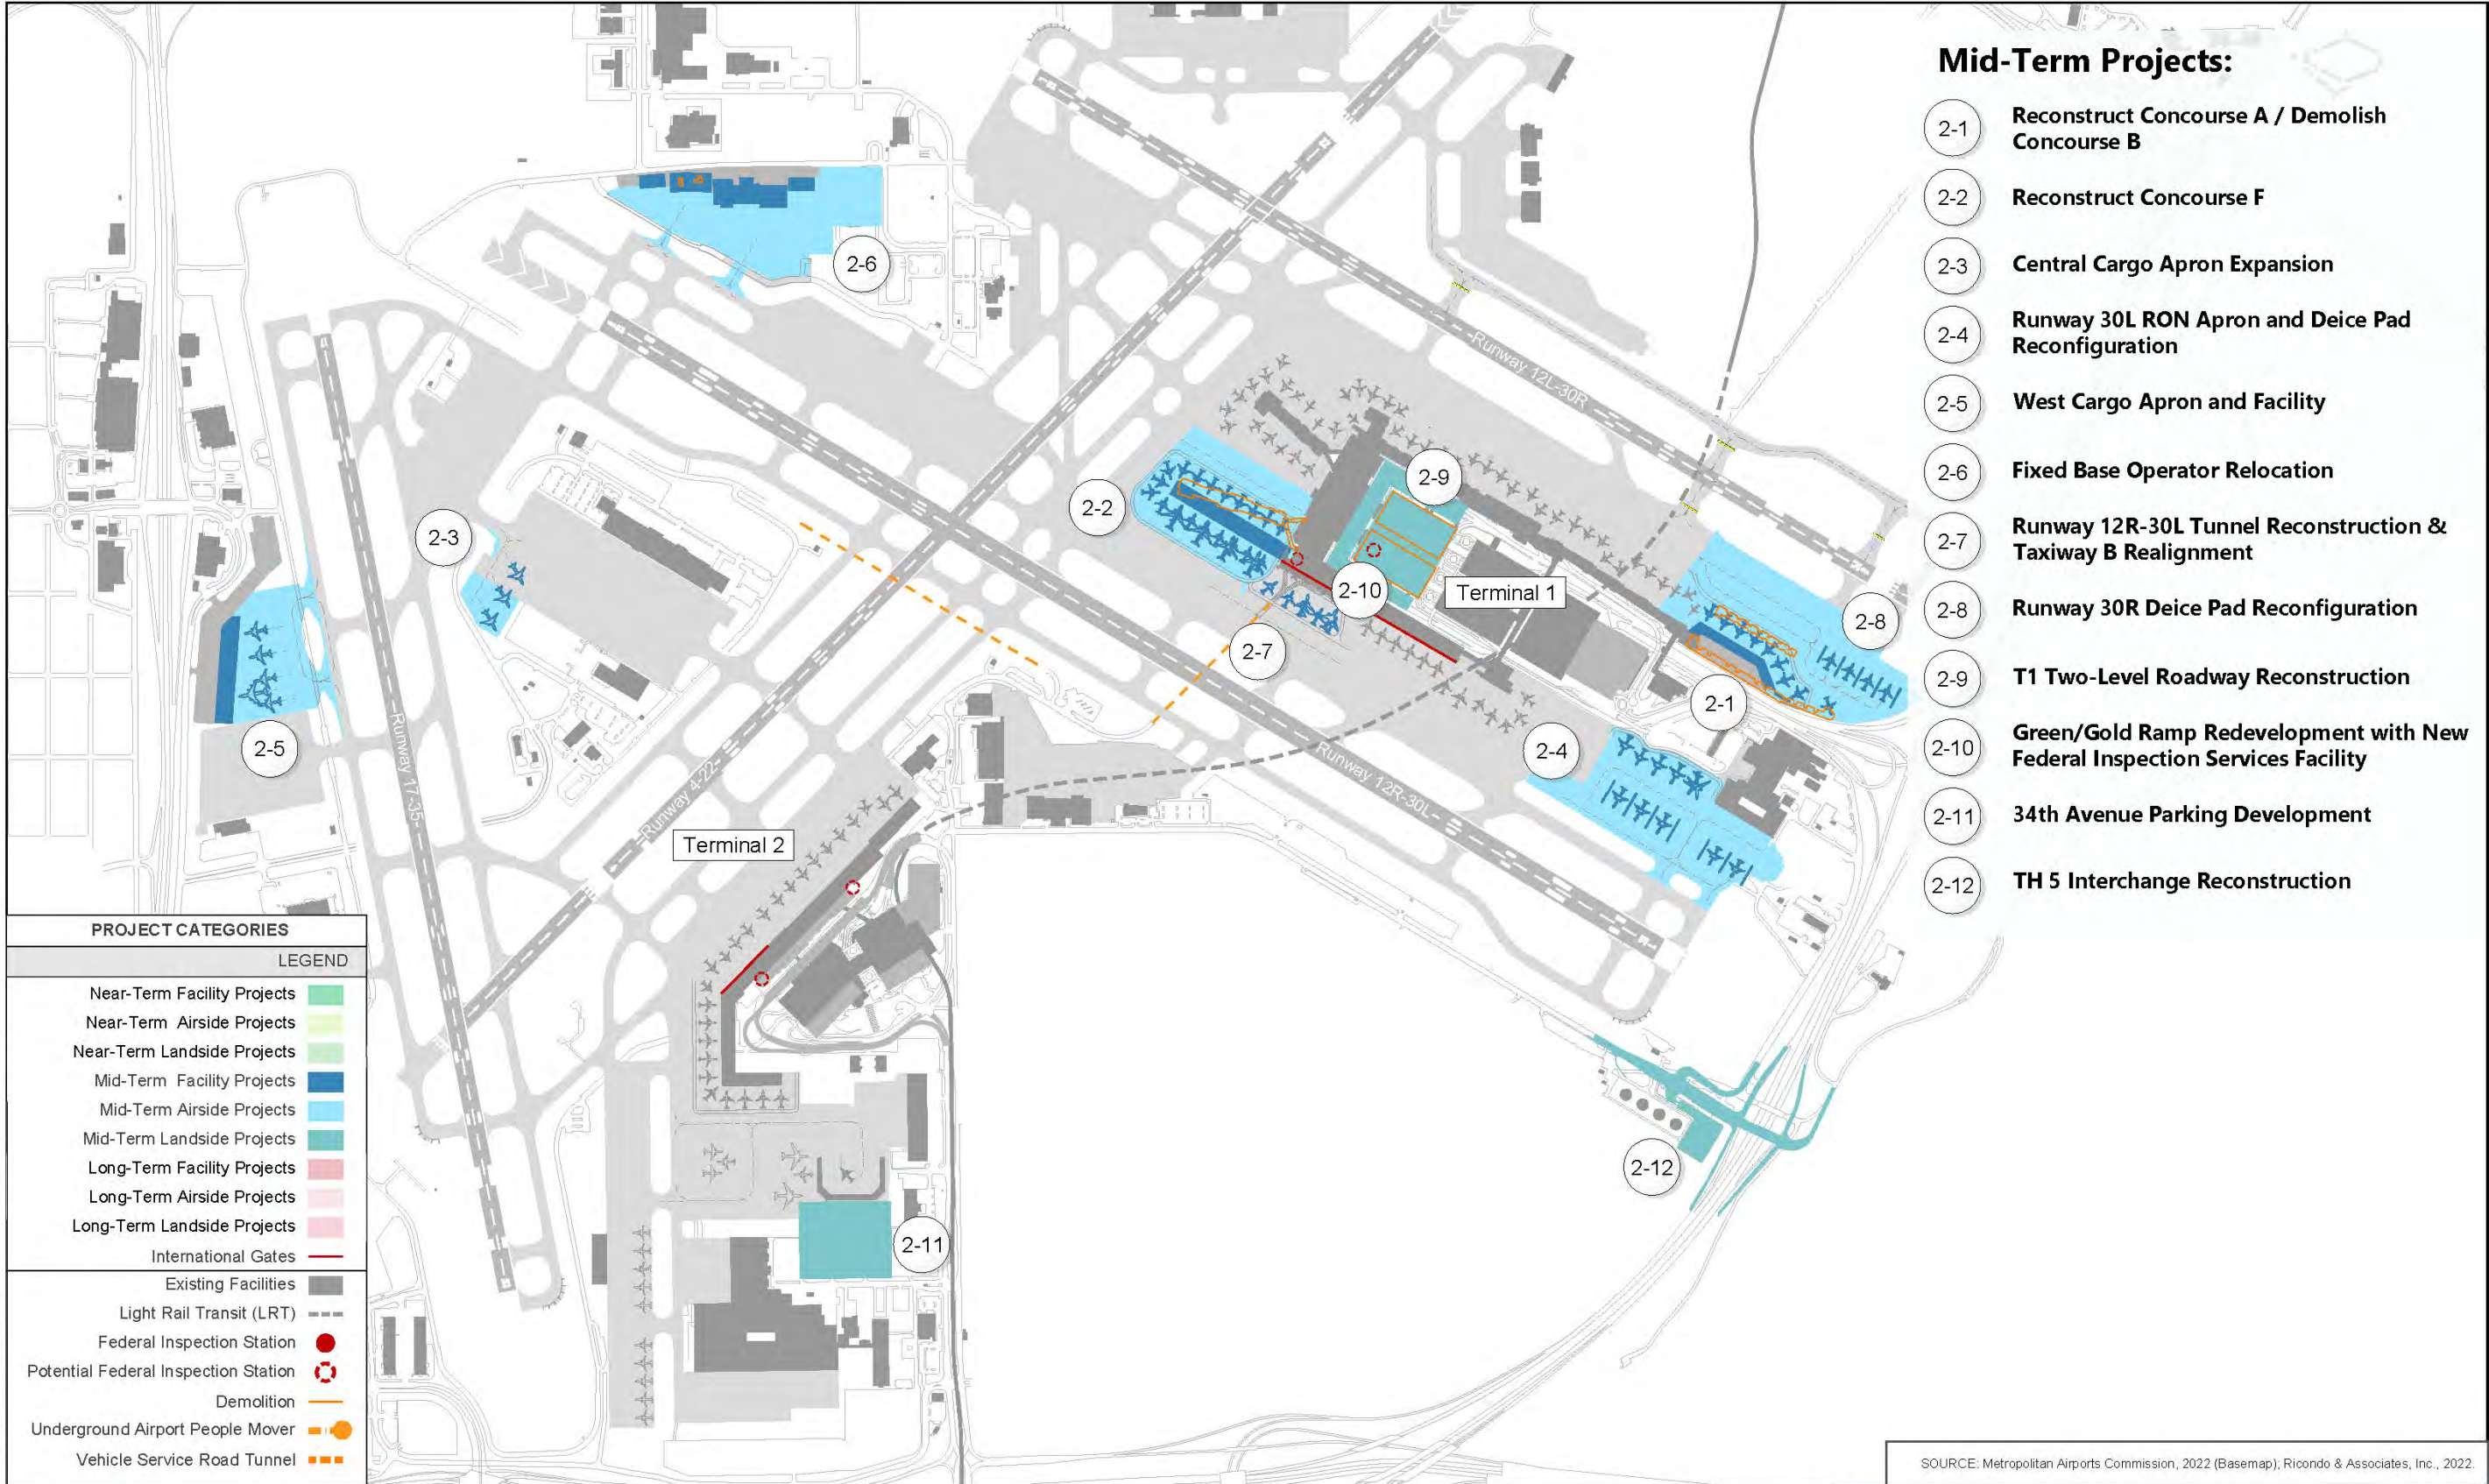 Mid-Term Projects:
2-1 Reconstruct Concourse A / Demolish
Concourse B
2-2 Reconstruct Concourse F
2-3 Central Cargo Apron Expansion
2-4 Runway 30L RON Apron and Deice Pad
Reconfiguration
2-5 West Cargo Apron and Facility
2-6 Fixed Base Operator Relocation
2-7 Runway 12R-30L Tunnel Reconstruction &
Taxiway B Realignment
2-8 Runway 30R Deice Pad Reconfiguration
2-9 T1 Two-Level Roadway Reconstruction
2-10 Green/Gold Ramp Redevelopment with New
Federal Inspection Services Facility
2-11 34th Avenue Parking Development
2-12 TH 5 Interchange Reconstruction
2-6
Runway 12L-30R
2-9
2-2
2-3
2-10
Terminal 1
2-8
2-7
2-1
2-5
2-4
Runway 17-35
Runway 4-22
Runway 12R-30L
Terminal 2
2-12
2-11
PROJECT CATEGORIES
LEGEND
Near-Term Facility Projects
Near-Term Airside Projects
Near-Term Landside Projects
Mid-Term Facility Projects
Mid-Term Airside Projects
Mid-Term Landside Projects
Long-Term Facility Projects
Long-Term Airside Projects
Long-Term Landside Projects
International Gates
Existing Facilities
Light Rail Transit (LRT)
Federal Inspection Station
Potential Federal Inspection Station
Demolition
Underground Airport People Mover
Vehicle Service Road Tunnel
SOURCE: Metropolitan Airports Commission, 2022 (Basemap); Ricondo & Associates, Inc., 2022.